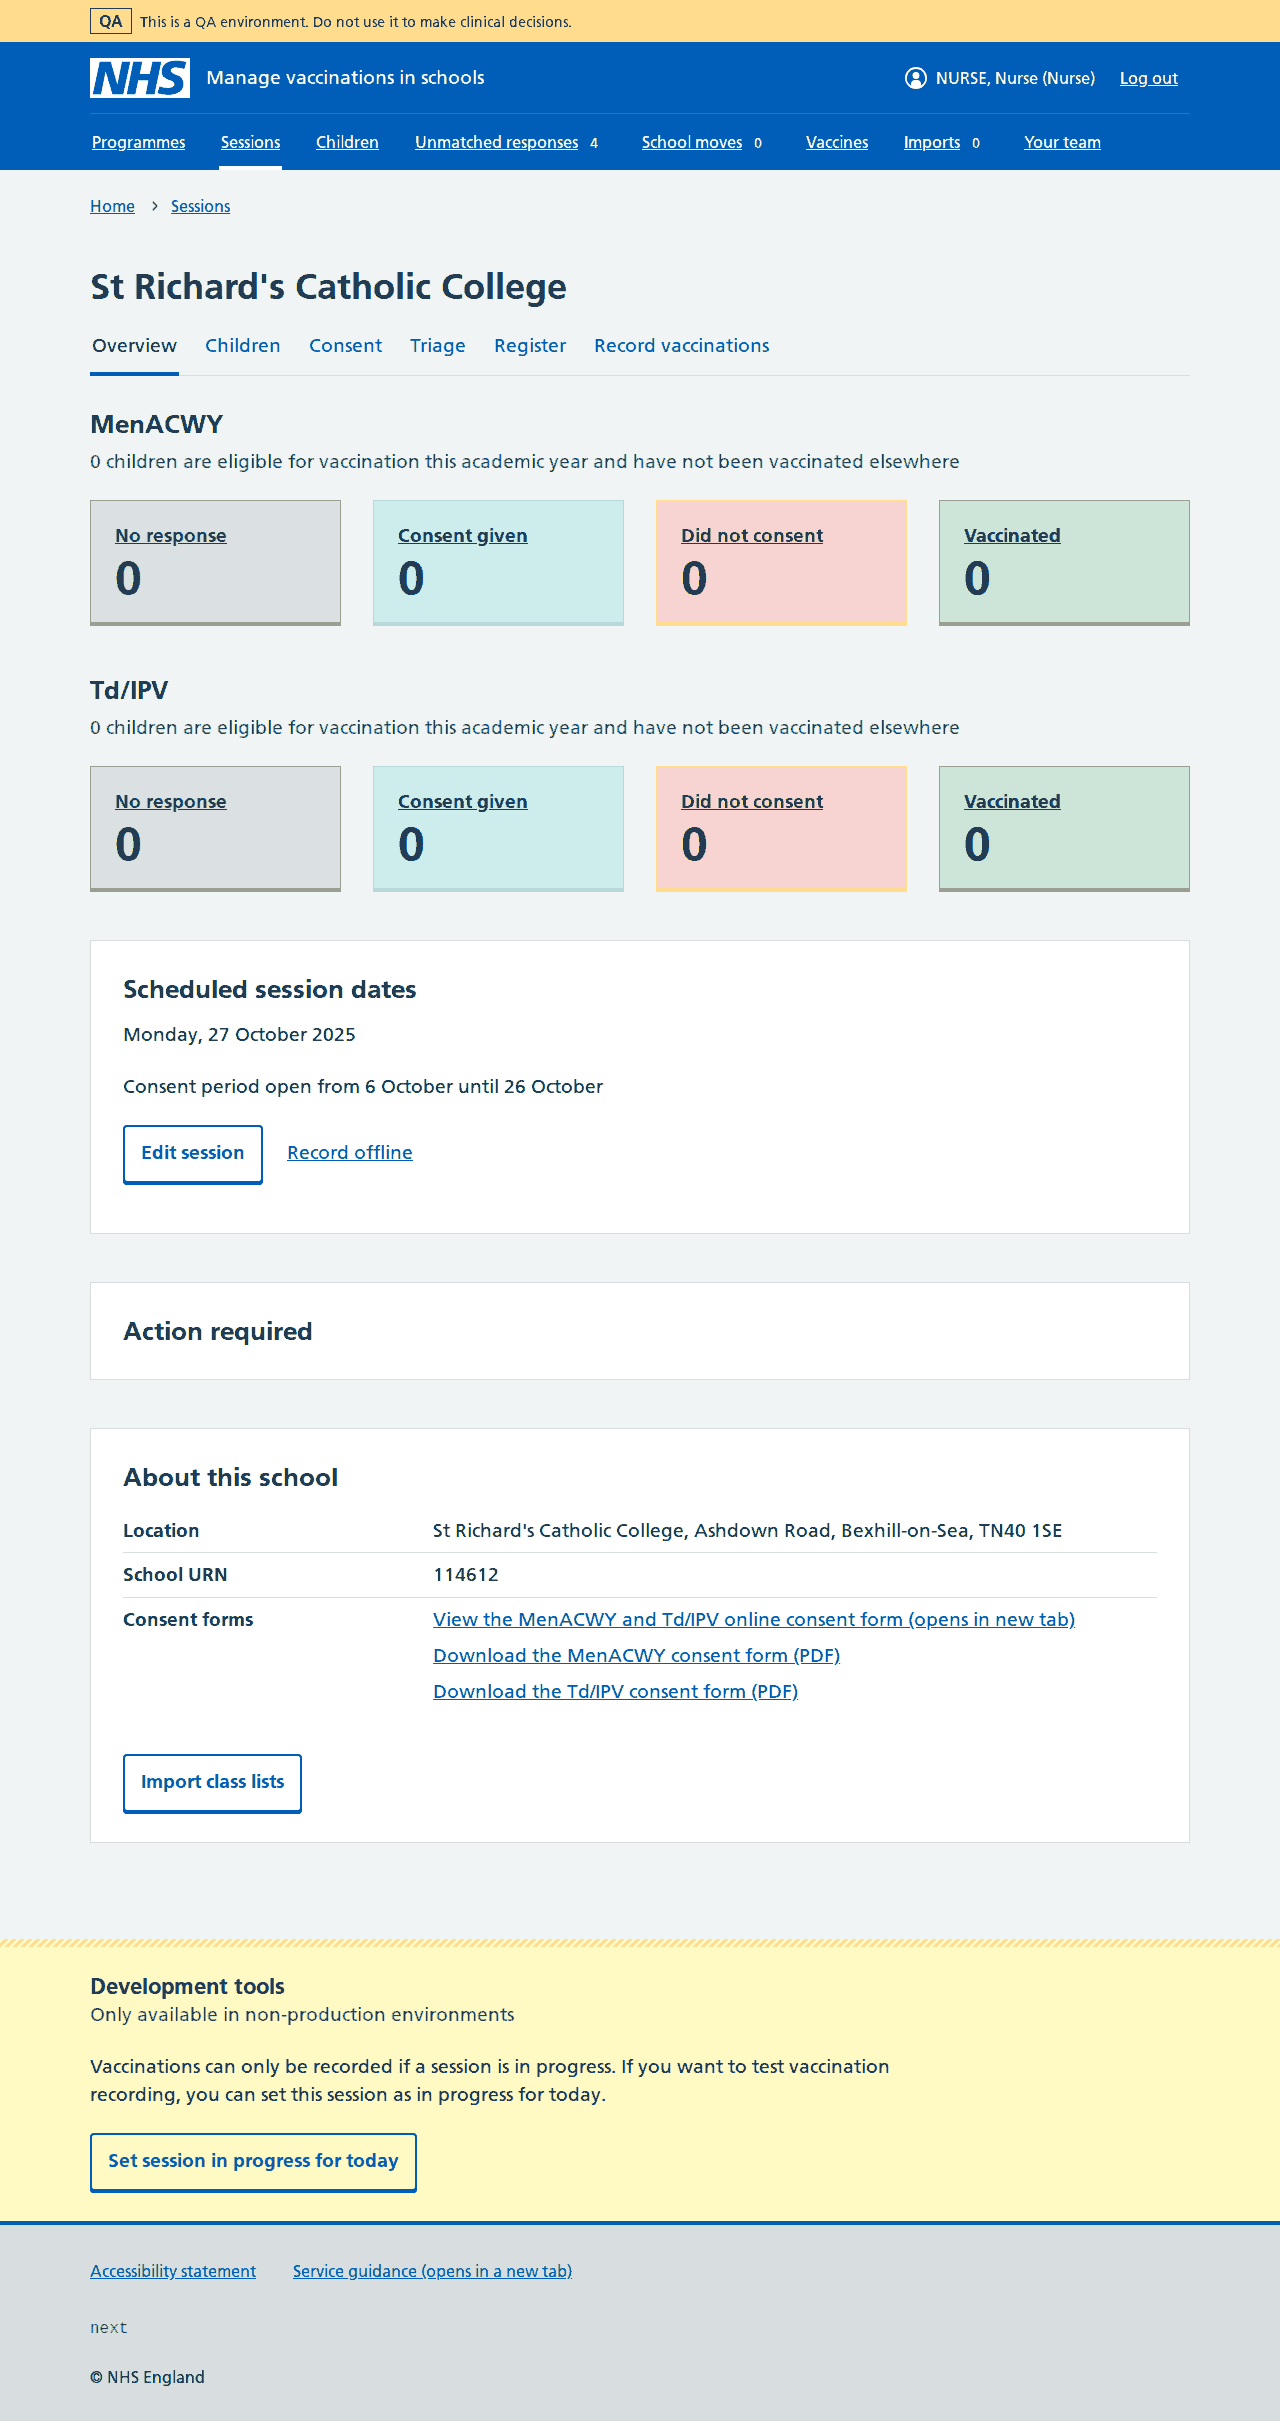 QA This is a QA environment. Do not use it to make clinical decisions.
NHS Manage vaccinations in schools NURSE, Nurse (Nurse) Log out
Programmes Sessions Children Unmatched responses 4 School moves 0 Vaccines Imports 0 Your team
Home > Sessions
St Richard's Catholic College
Overview Children Consent Triage Register Record vaccinations
MenACWY
0 children are eligible for vaccination this academic year and have not been vaccinated elsewhere
No response Consent given Did not consent Vaccinated
0 0 0 0
Td/IPV
0 children are eligible for vaccination this academic year and have not been vaccinated elsewhere
No response Consent given Did not consent Vaccinated
0 0 0 0
Scheduled session dates
Monday, 27 October 2025
Consent period open from 6 October until 26 October
Edit session Record offline
Action required
About this school
Location St Richard's Catholic College, Ashdown Road, Bexhill-on-Sea, TN40 1SE
School URN 114612
Consent forms View the MenACWY and Td/IPV online consent form (opens in new tab)
Download the MenACWY consent form (PDF)
Download the Td/IPV consent form (PDF)
Import class lists
Development tools
Only available in non-production environments
Vaccinations can only be recorded if a session is in progress. If you want to test vaccination
recording, you can set this session as in progress for today.
Set session in progress for today
Accessibility statement Service guidance (opens in a new tab)
next
© NHS England